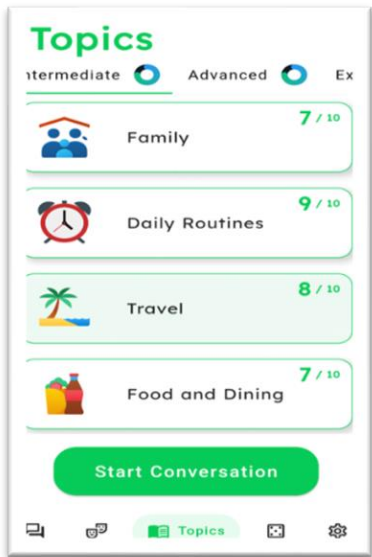 Topics
ntermediate Advanced Ex
7 / 10
Family
9 / 10
Daily Routines
8 / 10
Travel
7 / 10
Food and Dining
Start Conversation
Topics